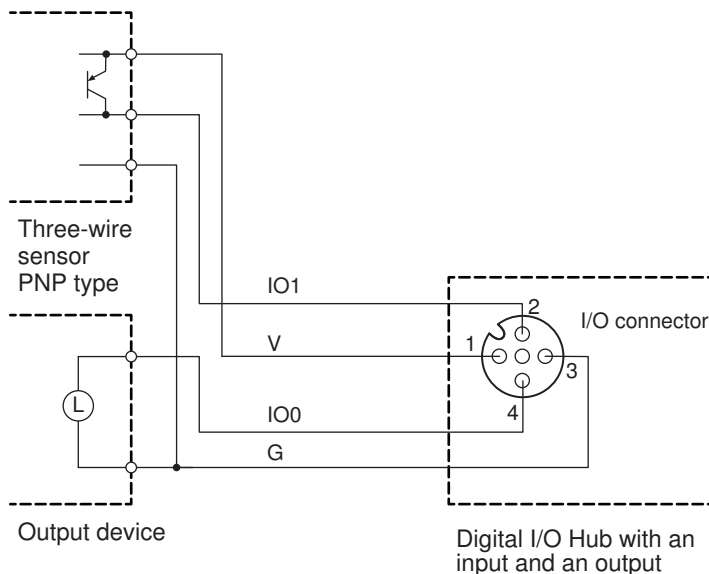 Three-wire
sensor
PNP type
IO1
2
I/O connector
V
1
3
L
IO0
4
G
Output device
Digital I/O Hub with an
input and an output